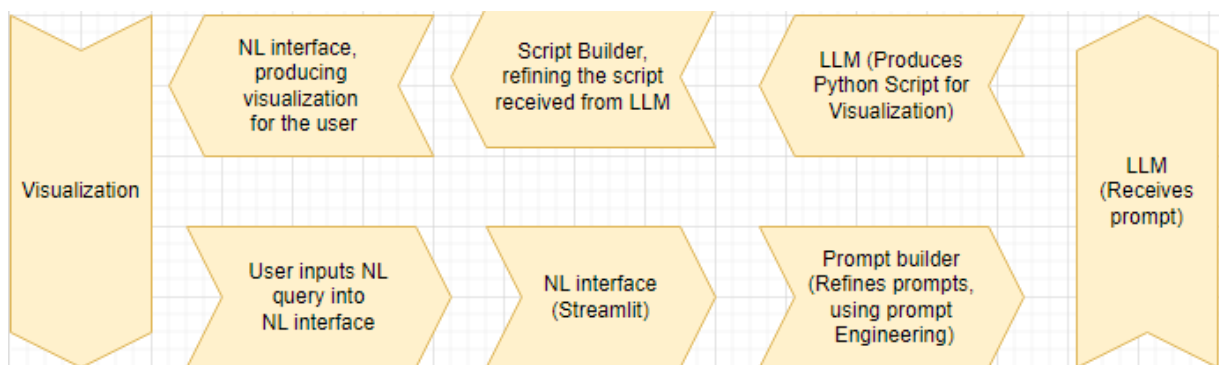 NL interface,
producing
visualization
for the user
Script Builder,
refining the script
received from LLM
LLM (Produces
Python Script for
Visualization)
Visualization
LLM
(Receives
prompt)
User inputs NL
query into
NL interface
NL interface
(Streamlit)
Prompt builder
(Refines prompts,
using prompt
Engineering)